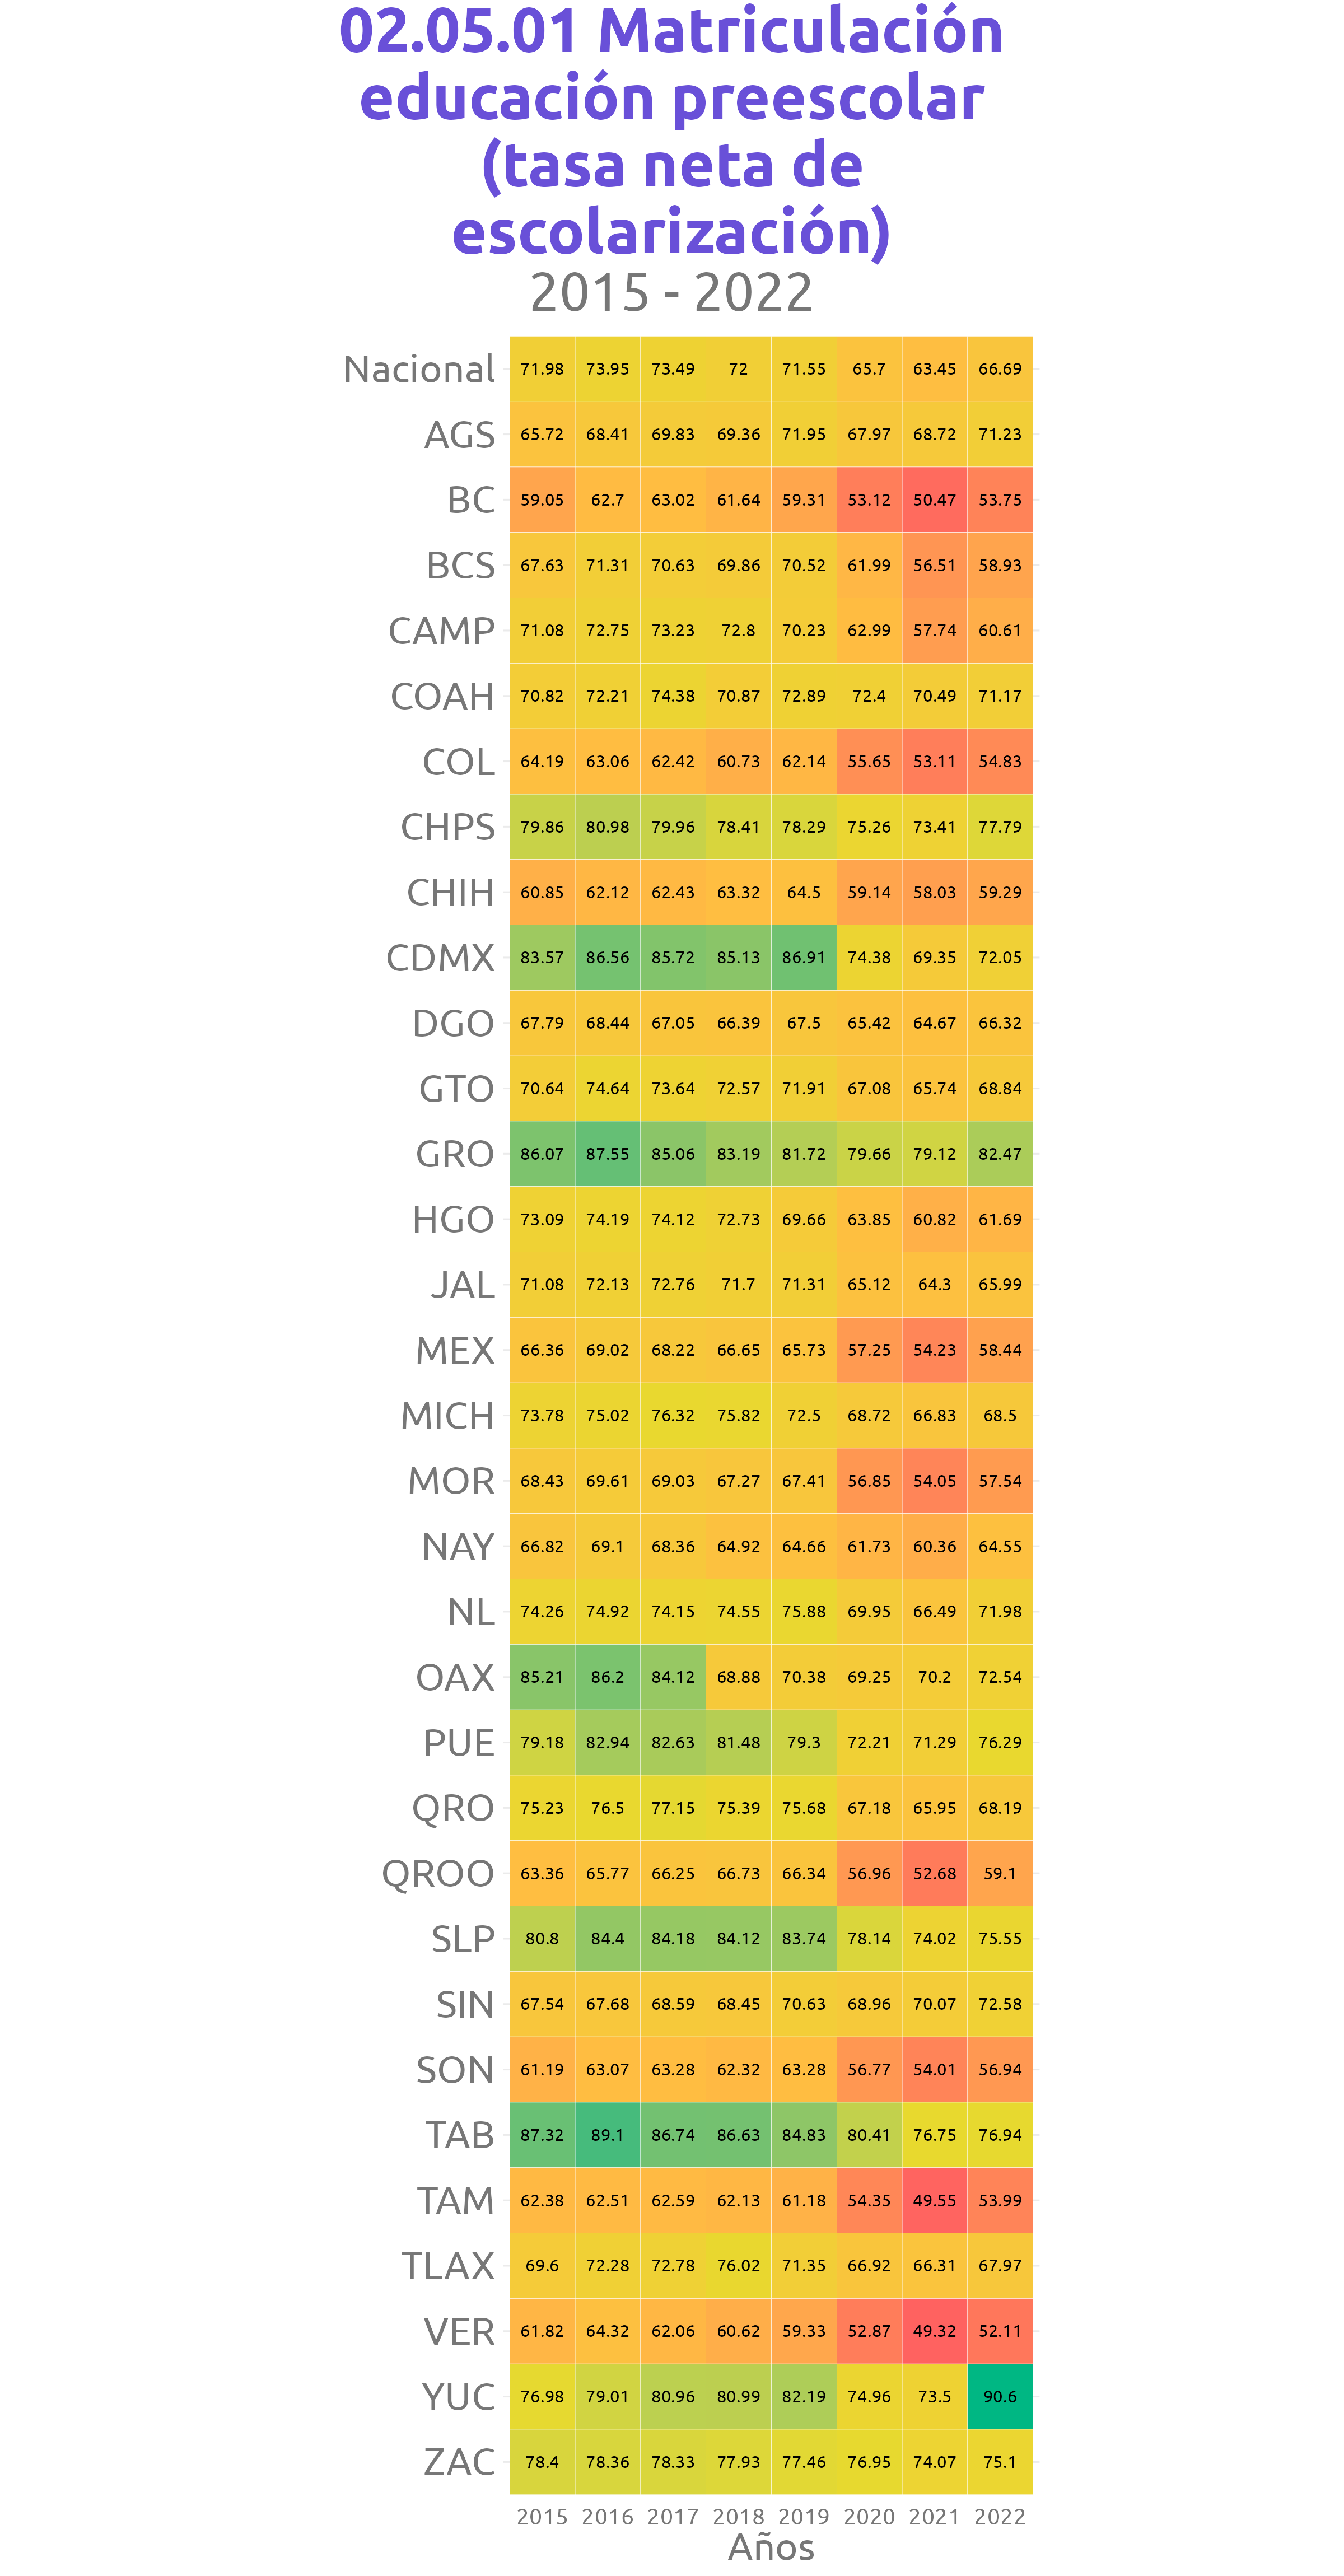 02.05.01 Matriculación
educación preescolar
(tasa neta de
escolarización)
2015 - 2022
Nacional 71.98 73.95 73.49 72 71.55 65.7 63.45 66.69
AGS 65.72 68.41 69.83 69.36 71.95 67.97 68.72 71.23
BC 59.05 62.7 63.02 61.64 59.31 53.12 50.47 53.75
BCS 67.63 71.31 70.63 69.86 70.52 61.99 56.51 58.93
CAMP 71.08 72.75 73.23 72.8 70.23 62.99 57.74 60.61
COAH 70.82 72.21 74.38 70.87 72.89 72.4 70.49 71.17
COL 64.19 63.06 62.42 60.73 62.14 55.65 53.11 54.83
CHPS 79.86 80.98 79.96 78.41 78.29 75.26 73.41 77.79
CHIH 60.85 62.12 62.43 63.32 64.5 59.14 58.03 59.29
CDMX 83.57 86.56 85.72 85.13 86.91 74.38 69.35 72.05
DGO 67.79 68.44 67.05 66.39 67.5 65.42 64.67 66.32
GTO 70.64 74.64 73.64 72.57 71.91 67.08 65.74 68.84
GRO 86.07 87.55 85.06 83.19 81.72 79.66 79.12 82.47
HGO 73.09 74.19 74.12 72.73 69.66 63.85 60.82 61.69
JAL 71.08 72.13 72.76 71.7 71.31 65.12 64.3 65.99
MEX 66.36 69.02 68.22 66.65 65.73 57.25 54.23 58.44
MICH 73.78 75.02 76.32 75.82 72.5 68.72 66.83 68.5
MOR 68.43 69.61 69.03 67.27 67.41 56.85 54.05 57.54
NAY 66.82 69.1 68.36 64.92 64.66 61.73 60.36 64.55
NL 74.26 74.92 74.15 74.55 75.88 69.95 66.49 71.98
OAX 85.21 86.2 84.12 68.88 70.38 69.25 70.2 72.54
PUE 79.18 82.94 82.63 81.48 79.3 72.21 71.29 76.29
QRO 75.23 76.5 77.15 75.39 75.68 67.18 65.95 68.19
QROO 63.36 65.77 66.25 66.73 66.34 56.96 52.68 59.1
SLP 80.8 84.4 84.18 84.12 83.74 78.14 74.02 75.55
SIN 67.54 67.68 68.59 68.45 70.63 68.96 70.07 72.58
SON 61.19 63.07 63.28 62.32 63.28 56.77 54.01 56.94
TAB 87.32 89.1 86.74 86.63 84.83 80.41 76.75 76.94
TAM 62.38 62.51 62.59 62.13 61.18 54.35 49.55 53.99
TLAX 69.6 72.28 72.78 76.02 71.35 66.92 66.31 67.97
VER 61.82 64.32 62.06 60.62 59.33 52.87 49.32 52.11
YUC 76.98 79.01 80.96 80.99 82.19 74.96 73.5 90.6
ZAC 78.4 78.36 78.33 77.93 77.46 76.95 74.07 75.1
2015 2016 2017 2018 2019 2020 2021 2022
Años